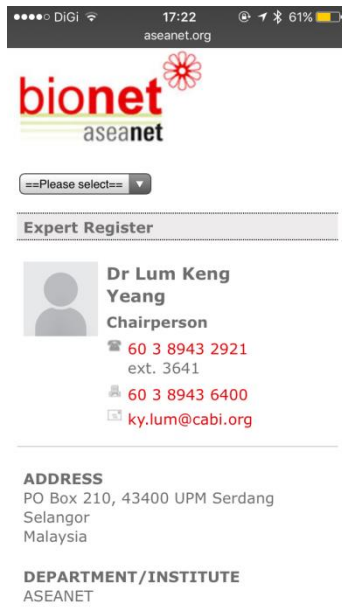 DiGi 17:22 61%
aseanet.org
bionet
aseanet
==Please select==
Expert Register
Dr Lum Keng
Yeang
Chairperson
60 3 8943 2921
ext. 3641
60 3 8943 6400
ky.lum@cabi.org
ADDRESS
PO Box 210, 43400 UPM Serdang
Selangor
Malaysia
DEPARTMENT/INSTITUTE
ASEANET